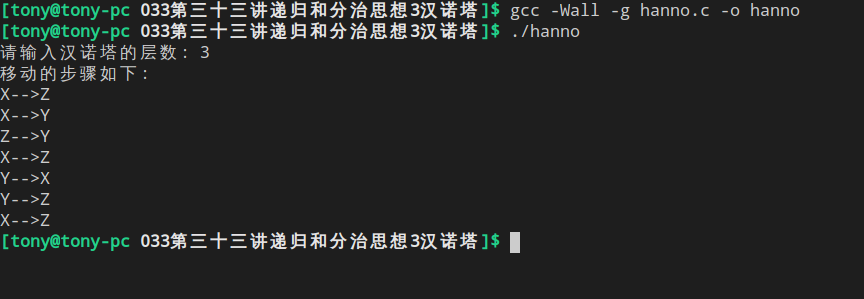 [tony@tony-pc 033第三十三讲递归和分治思想3汉诺塔]$ gcc -Wall -g hanno.c -o hanno
[tony@tony-pc 033第三十三讲递归和分治思想3汉诺塔]$ ./hanno
请输入汉诺塔的层数：3
移动的步骤如下：
X-->Z
X-->Y
Z-->Y
X-->Z
Y-->X
Y-->Z
X-->Z
[tony@tony-pc 033第三十三讲递归和分治思想3汉诺塔]$